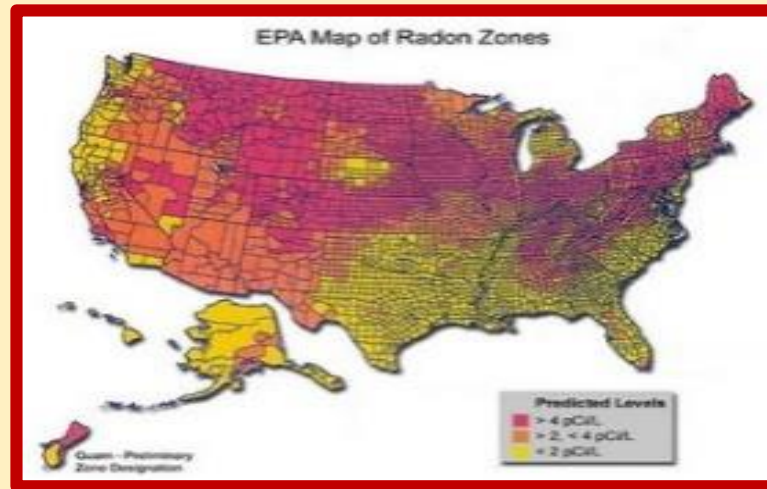 EPA Map of Radon Zones
Predicted Levels
> 4 pCi/L
> 2, < 4 pCi/L
< 2 pCi/L
Guam - Preliminary
Zone Designation